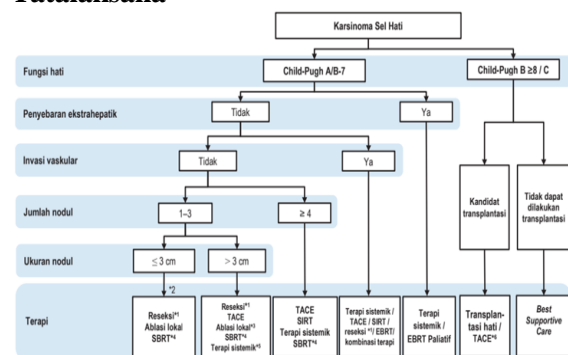 Karsinoma Sel Hati
Fungsi hati
Child-Pugh A/B-7
Child-Pugh B ≥8 / C
Penyebaran ekstrahepatik
Tidak
Ya
Invasi vaskular
Tidak
Ya
Jumlah nodul
1–3
≥ 4
Kandidat
transplantasi
Tidak dapat
dilakukan
transplantasi
Ukuran nodul
≤ 3 cm
> 3 cm
*2
Terapi
Reseksi*1
Ablasi lokal
SBRT*4
Reseksi*1
TACE
Ablasi lokal*3
SBRT*4
Terapi sistemik*5
TACE
SIRT
Terapi sistemik
SBRT*4
Terapi sistemik /
TACE / SIRT /
reseksi *1/ EBRT/
kombinasi terapi
Terapi
sistemik /
EBRT Paliatif
Transplan-
tasi hati /
TACE*6
Best
Supportive
Care